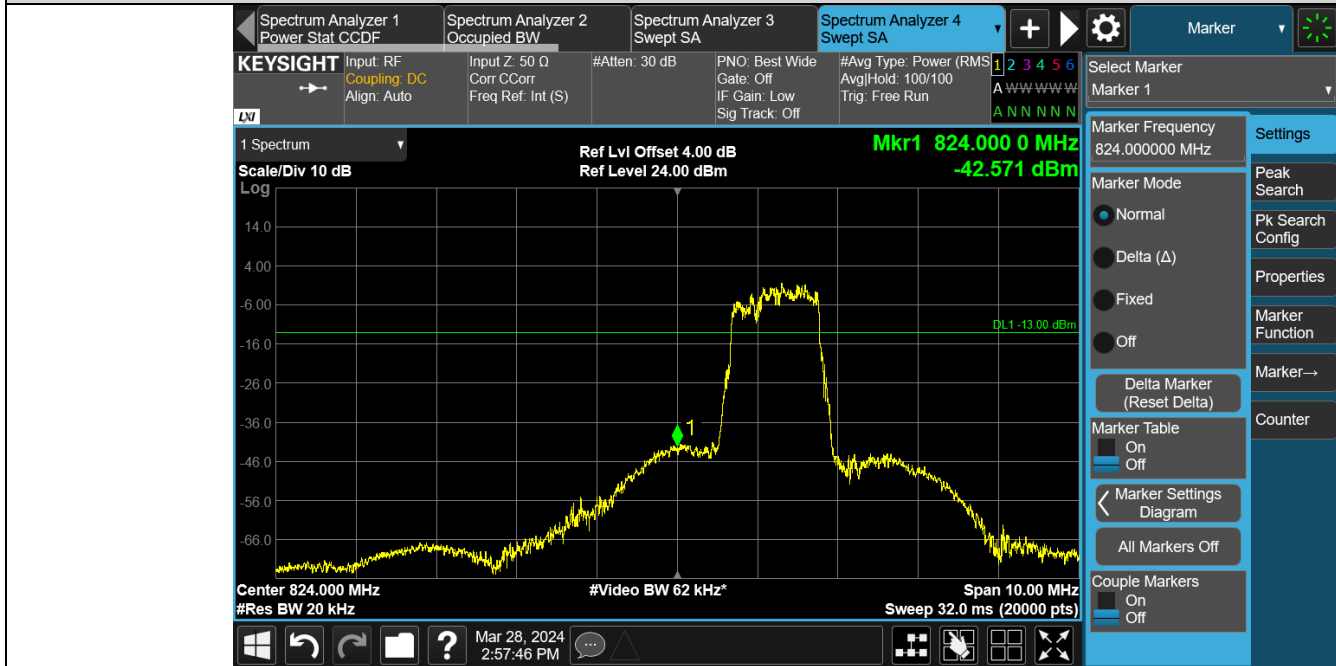 Spectrum Analyzer 1
Power Stat CCDF
Spectrum Analyzer 2
Occupied BW
Spectrum Analyzer 3
Swept SA
Spectrum Analyzer 4
Swept SA
Marker
KEYSIGHT
LXI
Input: RF
Coupling: DC
Align: Auto
Input Z: 50 Ω
Corr CCorr
Freq Ref: Int (S)
#Atten: 30 dB
PNO: Best Wide
Gate: Off
IF Gain: Low
Sig Track: Off
#Avg Type: Power (RMS
Avg|Hold: 100/100
Trig: Free Run
1 2 3 4 5 6
A W W W W W
A N N N N N
Select Marker
Marker 1
1 Spectrum
Scale/Div 10 dB
Log
Ref Lvl Offset 4.00 dB
Ref Level 24.00 dBm
Mkr1 824.000 0 MHz
-42.571 dBm
14.0
4.00
-6.00
-16.0
-26.0
-36.0
-46.0
-56.0
-66.0
DL1 -13.00 dBm
1
Center 824.000 MHz
#Res BW 20 kHz
#Video BW 62 kHz*
Span 10.00 MHz
Sweep 32.0 ms (20000 pts)
Marker Frequency
824.000000 MHz
Marker Mode
Normal
Delta (Δ)
Fixed
Off
Delta Marker
(Reset Delta)
Marker Table
On
Off
Marker Settings
Diagram
All Markers Off
Couple Markers
On
Off
Settings
Peak
Search
Pk Search
Config
Properties
Marker
Function
Marker→
Counter
?
Mar 28, 2024
2:57:46 PM